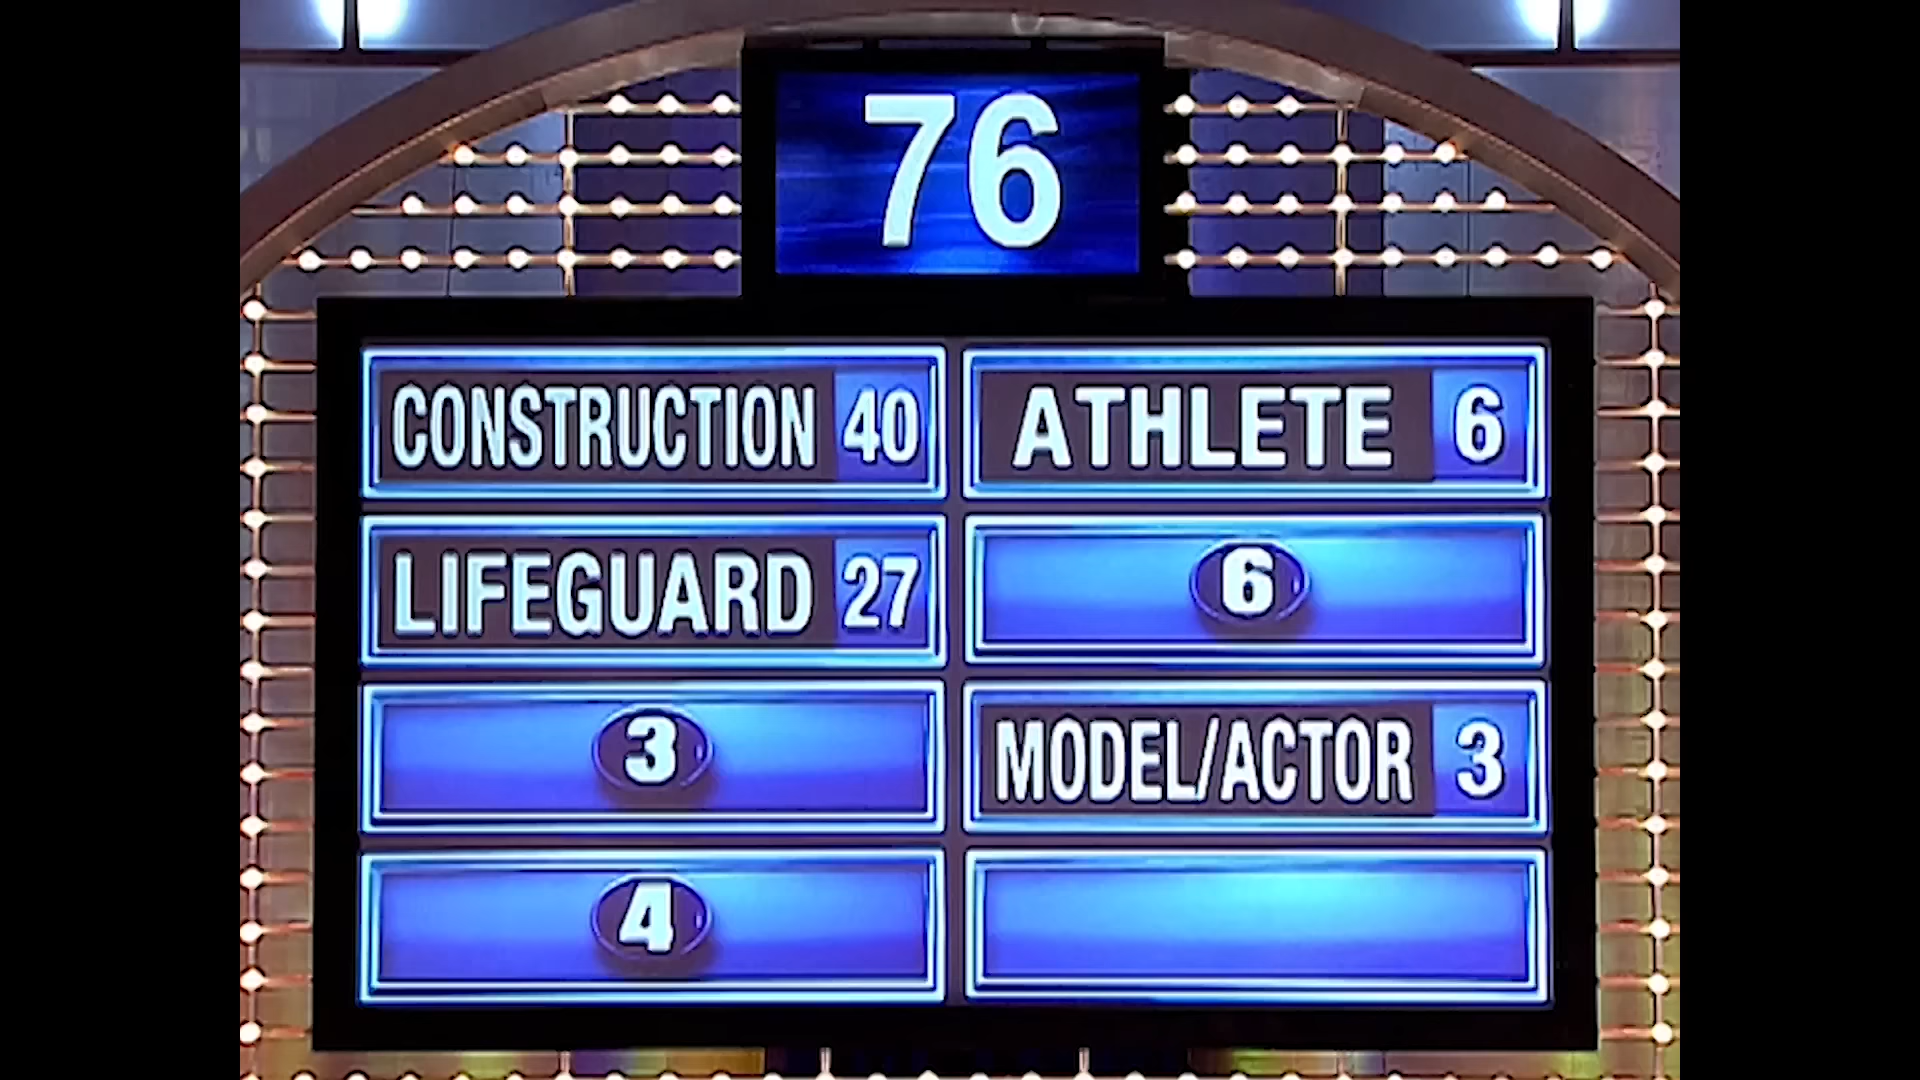 76
CONSTRUCTION 40
LIFEGUARD 27
3
4
ATHLETE 6
6
MODEL/ACTOR 3